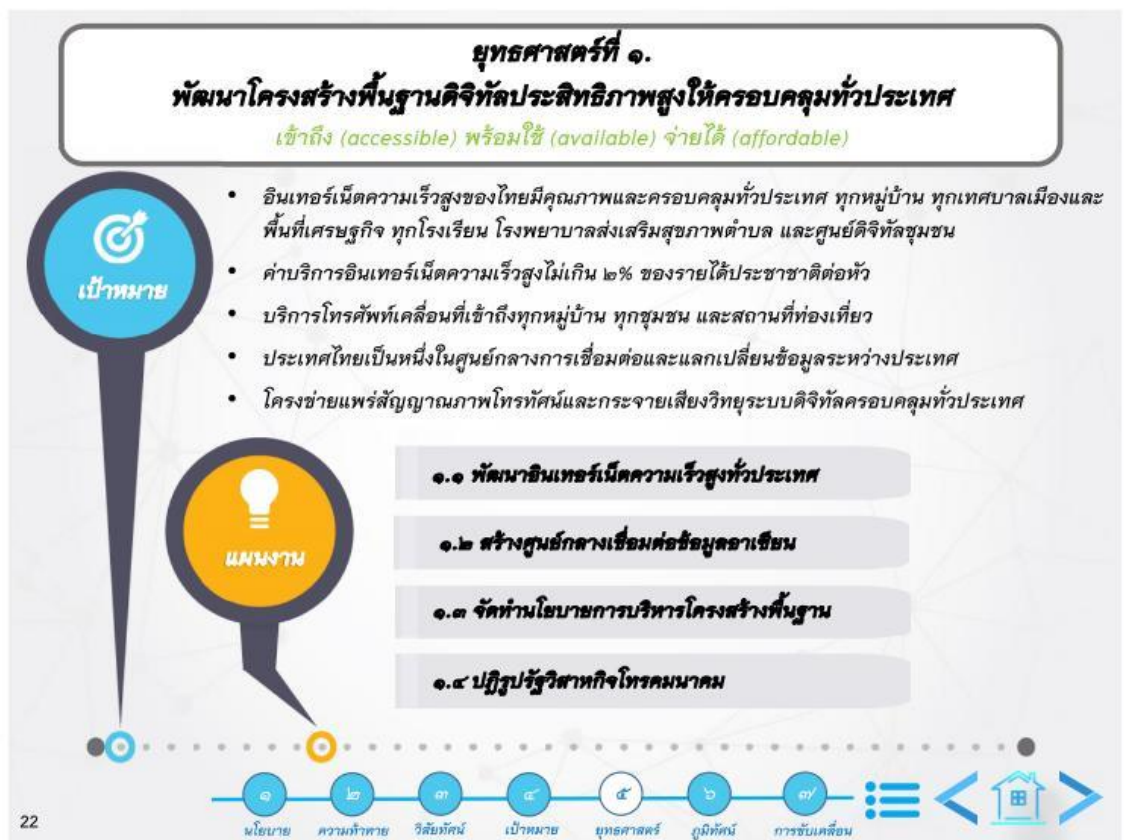 ยุทธศาสตร์ที่ ๑.
พัฒนาโครงสร้างพื้นฐานดิจิทัลประสิทธิภาพสูงให้ครอบคลุมทั่วประเทศ
เข้าถึง (accessible) พร้อมใช้ (available) จ่ายได้ (affordable)
เป้าหมาย
• อินเทอร์เน็ตความเร็วสูงของไทยมีคุณภาพและครอบคลุมทั่วประเทศ ทุกหมู่บ้าน ทุกเทศบาลเมืองและ
พื้นที่เศรษฐกิจ ทุกโรงเรียน โรงพยาบาลส่งเสริมสุขภาพตำบล และศูนย์ดิจิทัลชุมชน
• ค่าบริการอินเทอร์เน็ตความเร็วสูงไม่เกิน ๒% ของรายได้ประชาชาติต่อหัว
• บริการโทรศัพท์เคลื่อนที่เข้าถึงทุกหมู่บ้าน ทุกชุมชน และสถานที่ท่องเที่ยว
• ประเทศไทยเป็นหนึ่งในศูนย์กลางการเชื่อมต่อและแลกเปลี่ยนข้อมูลระหว่างประเทศ
• โครงข่ายแพร่สัญญาณภาพโทรทัศน์และกระจายเสียงวิทยุระบบดิจิทัลครอบคลุมทั่วประเทศ
แผนงาน
๑.๑ พัฒนาอินเทอร์เน็ตความเร็วสูงทั่วประเทศ
๑.๒ สร้างศูนย์กลางเชื่อมต่อข้อมูลอาเซียน
๑.๓ จัดทำนโยบายการบริหารโครงสร้างพื้นฐาน
๑.๔ ปฏิรูปรัฐวิสาหกิจโทรคมนาคม
๑ ๒ ๓ ๔ ๕ ๖ ๗
นโยบาย ความท้าทาย วิสัยทัศน์ เป้าหมาย ยุทธศาสตร์ ภูมิทัศน์ การขับเคลื่อน
22